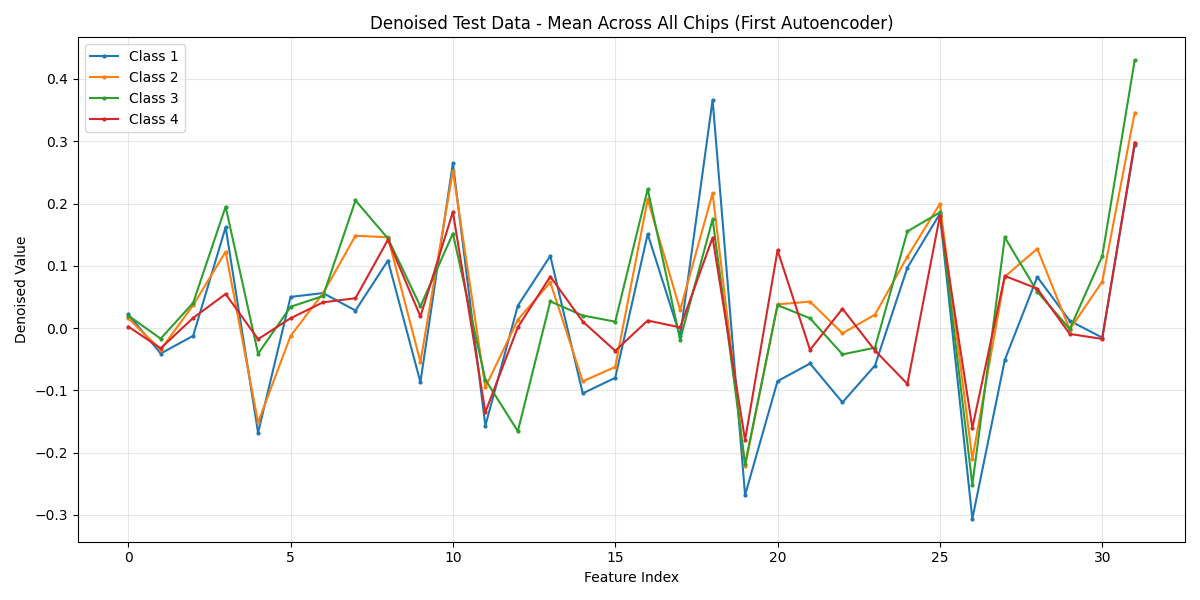 Denoised Test Data - Mean Across All Chips (First Autoencoder)
Class 1
Class 2
Class 3
Class 4
Denoised Value
0.4
0.3
0.2
0.1
0.0
−0.1
−0.2
−0.3
0 5 10 15 20 25 30
Feature Index